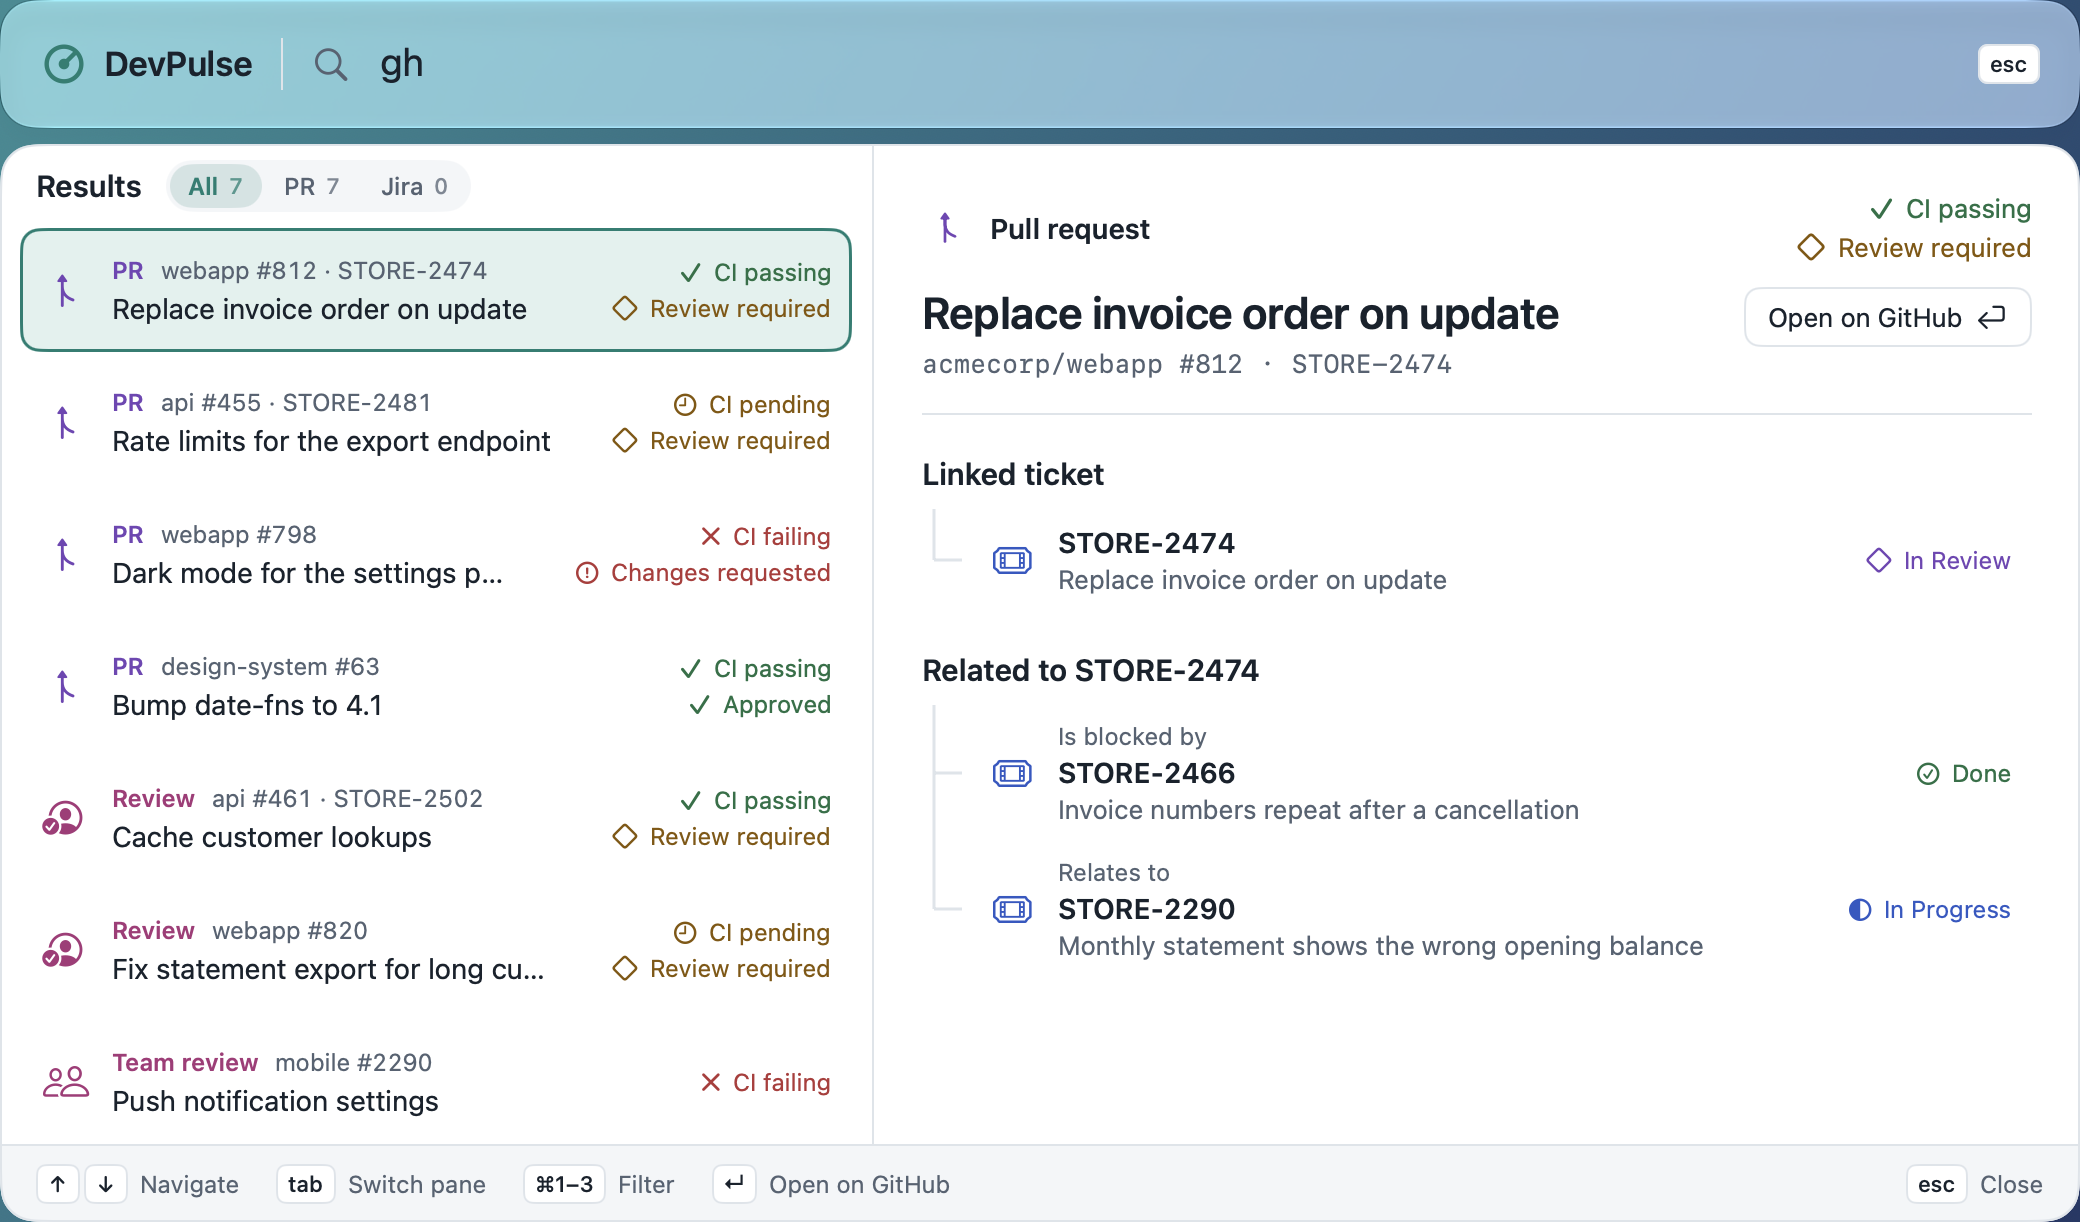 DevPulse gh esc
Results All 7 PR 7 Jira 0
PR webapp #812 · STORE-2474 CI passing
Replace invoice order on update Review required
PR api #455 · STORE-2481 CI pending
Rate limits for the export endpoint Review required
PR webapp #798 CI failing
Dark mode for the settings p... Changes requested
PR design-system #63 CI passing
Bump date-fns to 4.1 Approved
Review api #461 · STORE-2502 CI passing
Cache customer lookups Review required
Review webapp #820 CI pending
Fix statement export for long cu... Review required
Team review mobile #2290
Push notification settings CI failing
Pull request CI passing
Review required
Replace invoice order on update Open on GitHub
acmecorp/webapp #812 · STORE-2474
Linked ticket
STORE-2474 In Review
Replace invoice order on update
Related to STORE-2474
Is blocked by
STORE-2466 Done
Invoice numbers repeat after a cancellation
Relates to
STORE-2290 In Progress
Monthly statement shows the wrong opening balance
↑ ↓ Navigate tab Switch pane ⌘1–3 Filter ↵ Open on GitHub esc Close